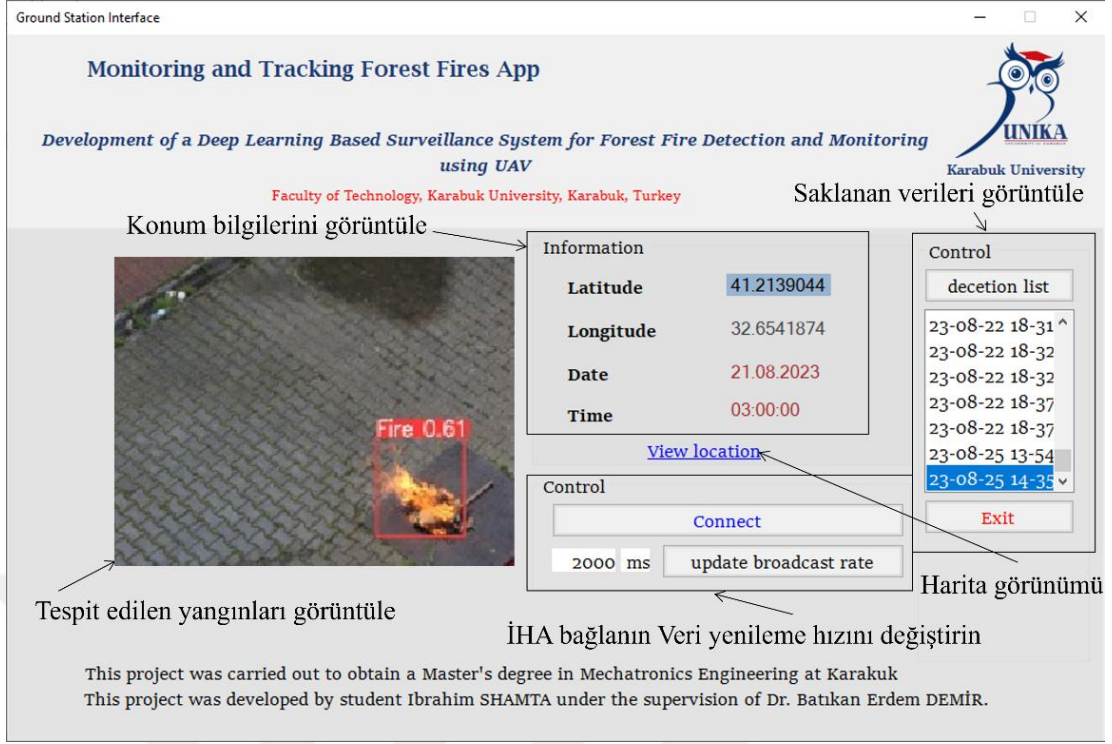 Ground Station Interface
Monitoring and Tracking Forest Fires App
UNIKA
Development of a Deep Learning Based Surveillance System for Forest Fire Detection and Monitoring
using UAV
Karabuk University
Faculty of Technology, Karabuk University, Karabuk, Turkey
Saklanan verileri görüntüle
Konum bilgilerini görüntüle
Information
Latitude 41.2139044
Longitude 32.6541874
Date 21.08.2023
Time 03:00:00
Control
decetion list
23-08-22 18-31
23-08-22 18-32
23-08-22 18-32
23-08-22 18-37
23-08-22 18-37
23-08-25 13-54
23-08-25 14-35
Exit
Fire 0.61
View location
Control
Connect
2000 ms update broadcast rate
Harita görünümü
Tespit edilen yangınları görüntüle
İHA bağlanın Veri yenileme hızını değiştirin
This project was carried out to obtain a Master's degree in Mechatronics Engineering at Karakuk
This project was developed by student Ibrahim SHAMTA under the supervision of Dr. Batıkan Erdem DEMİR.